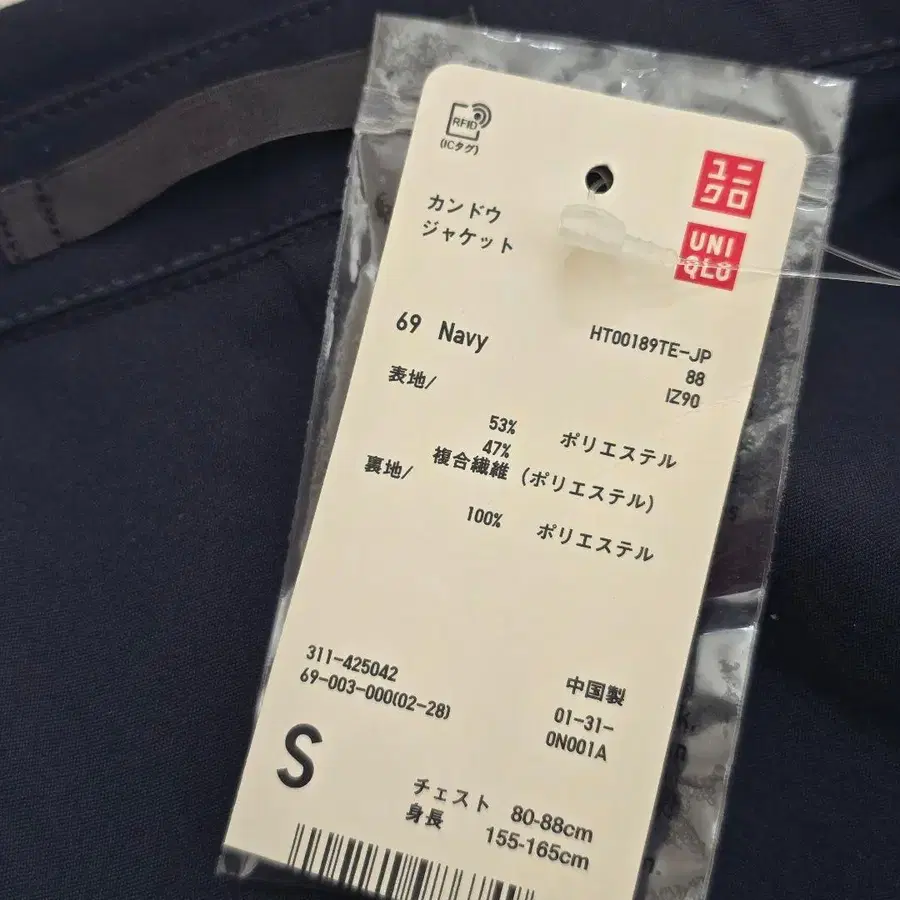 RFID
(ICタグ)
ユニ
クロ
UNI
QLO
カンドウ
ジャケット
69 Navy
HT00189TE-JP
88
IZ90
表地/
53% ポリエステル
47%
複合繊維 (ポリエステル)
裏地/
100% ポリエステル
311-425042
69-003-000(02-28)
中国製
01-31-
0N001A
S
チェスト 80-88cm
身長 155-165cm